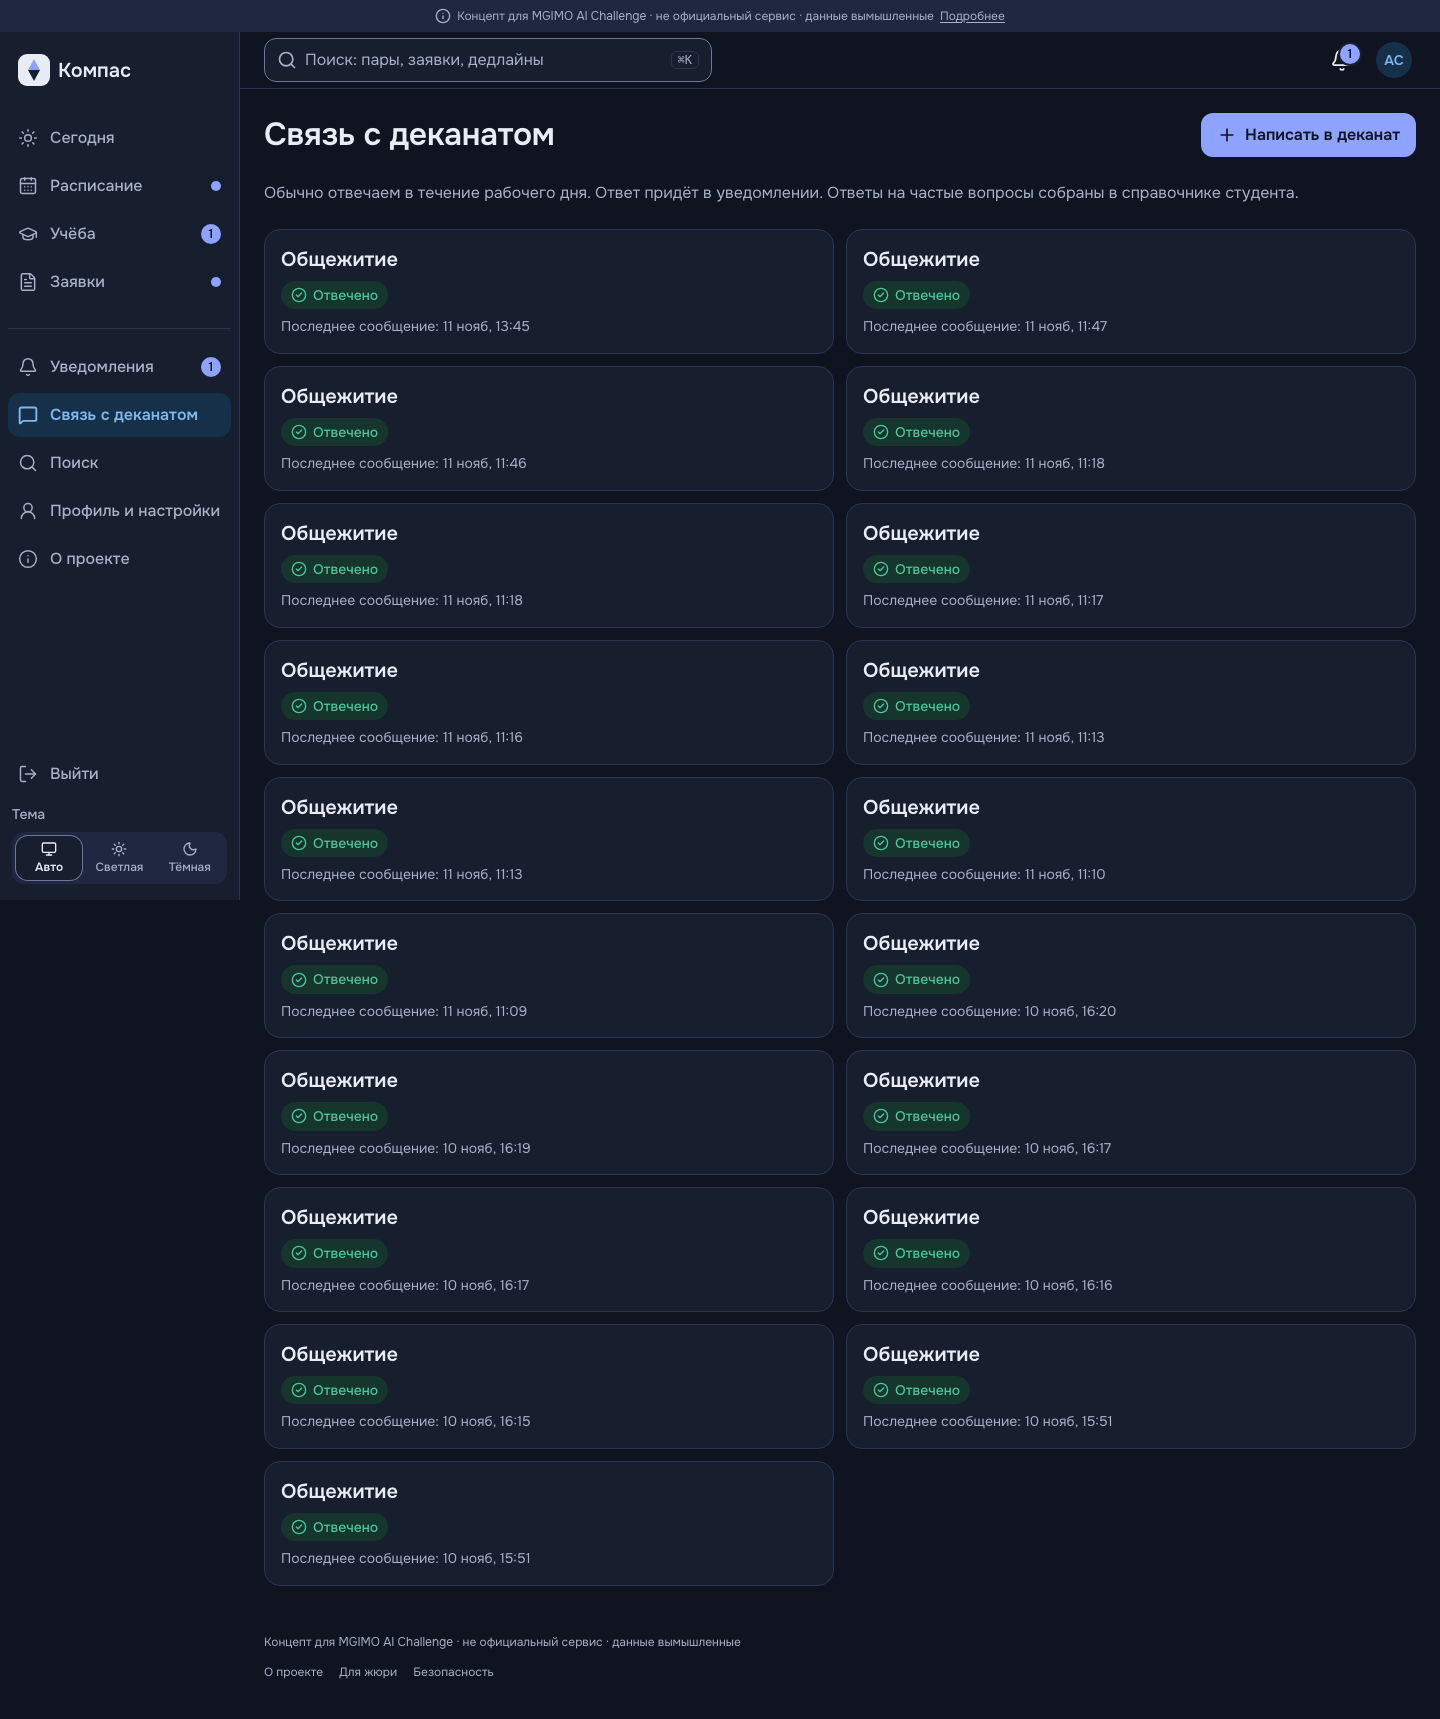 Концепт для MGIMO AI Challenge · не официальный сервис · данные вымышленные Подробнее
Компас
Поиск: пары, заявки, дедлайны ⌘K
1
АС
Сегодня
Расписание
Учёба 1
Заявки
Уведомления 1
Связь с деканатом
Поиск
Профиль и настройки
О проекте
Выйти
Тема
Авто Светлая Тёмная
Связь с деканатом
Написать в деканат
Обычно отвечаем в течение рабочего дня. Ответ придёт в уведомлении. Ответы на частые вопросы собраны в справочнике студента.
Общежитие
Отвечено
Последнее сообщение: 11 нояб, 13:45
Общежитие
Отвечено
Последнее сообщение: 11 нояб, 11:47
Общежитие
Отвечено
Последнее сообщение: 11 нояб, 11:46
Общежитие
Отвечено
Последнее сообщение: 11 нояб, 11:18
Общежитие
Отвечено
Последнее сообщение: 11 нояб, 11:18
Общежитие
Отвечено
Последнее сообщение: 11 нояб, 11:17
Общежитие
Отвечено
Последнее сообщение: 11 нояб, 11:16
Общежитие
Отвечено
Последнее сообщение: 11 нояб, 11:13
Общежитие
Отвечено
Последнее сообщение: 11 нояб, 11:13
Общежитие
Отвечено
Последнее сообщение: 11 нояб, 11:10
Общежитие
Отвечено
Последнее сообщение: 11 нояб, 11:09
Общежитие
Отвечено
Последнее сообщение: 10 нояб, 16:20
Общежитие
Отвечено
Последнее сообщение: 10 нояб, 16:19
Общежитие
Отвечено
Последнее сообщение: 10 нояб, 16:17
Общежитие
Отвечено
Последнее сообщение: 10 нояб, 16:17
Общежитие
Отвечено
Последнее сообщение: 10 нояб, 16:16
Общежитие
Отвечено
Последнее сообщение: 10 нояб, 16:15
Общежитие
Отвечено
Последнее сообщение: 10 нояб, 15:51
Общежитие
Отвечено
Последнее сообщение: 10 нояб, 15:51
Концепт для MGIMO AI Challenge · не официальный сервис · данные вымышленные
О проекте Для жюри Безопасность